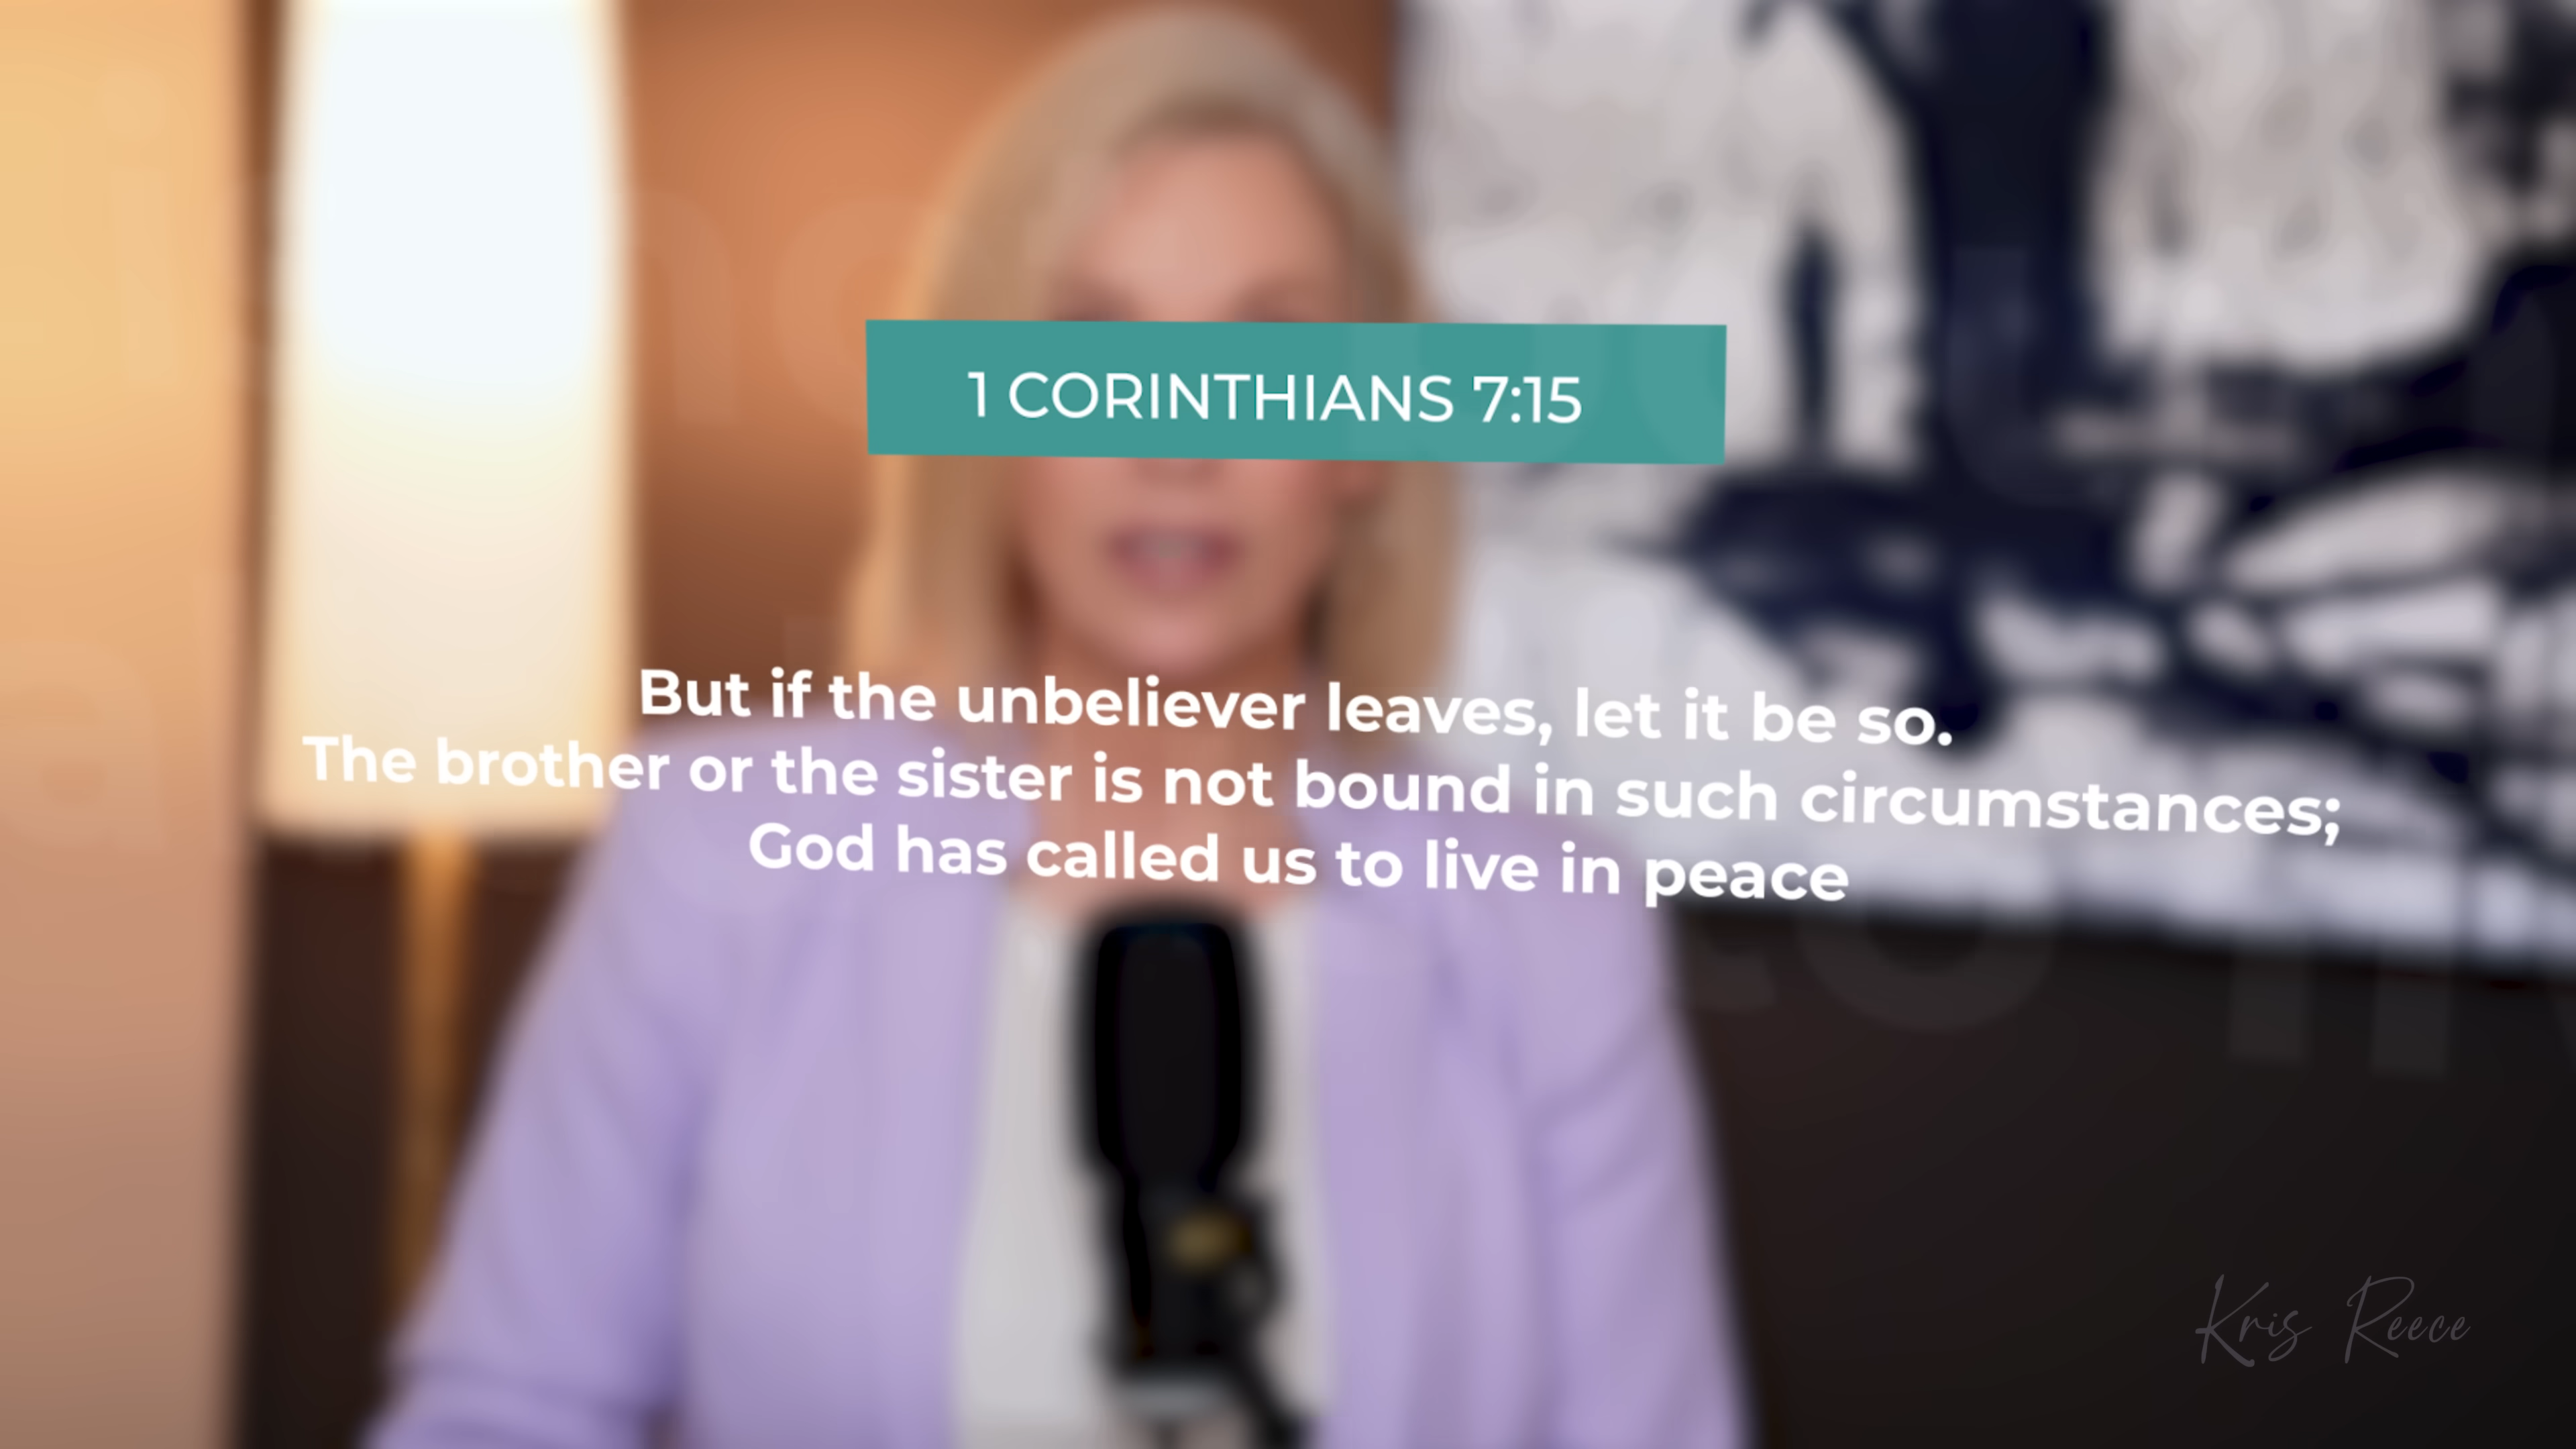 1 CORINTHIANS 7:15
But if the unbeliever leaves, let it be so.
The brother or the sister is not bound in such circumstances;
God has called us to live in peace
Kris Reece